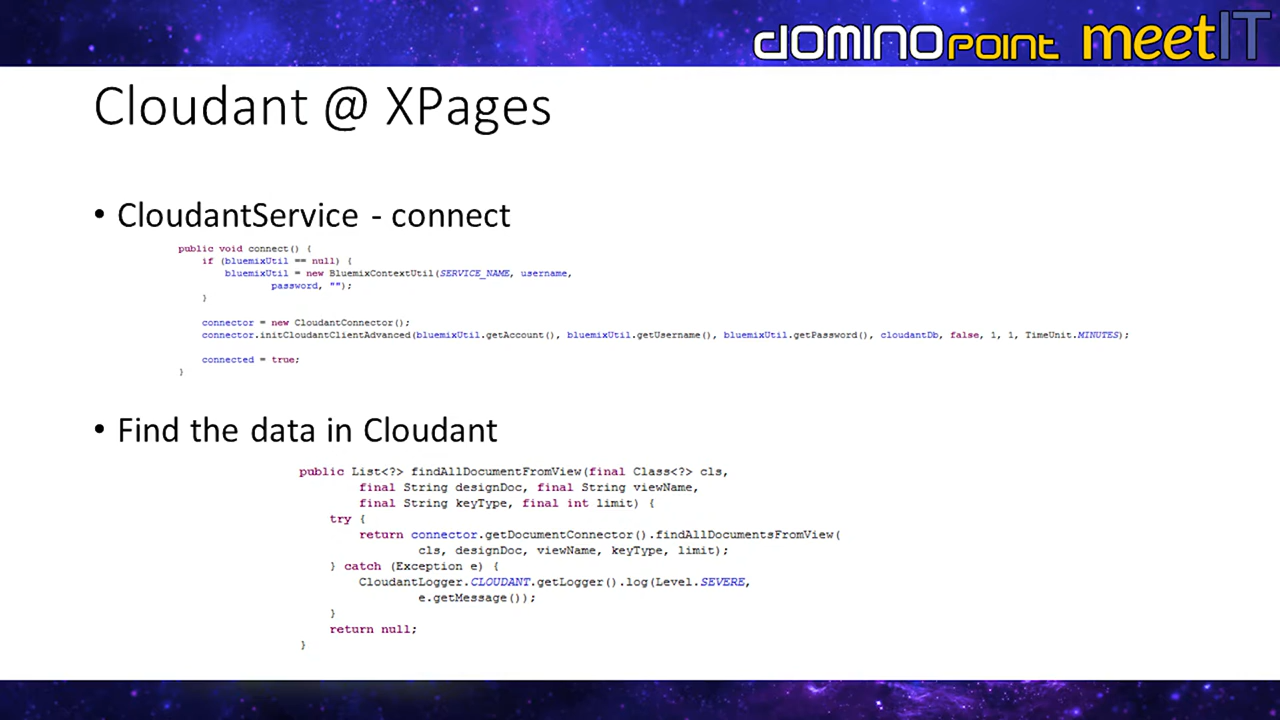 DOMINO POINT meetIT
Cloudant @ XPages
• CloudantService - connect
public void connect() {
if (bluemixUtil == null) {
bluemixUtil = new BluemixContextUtil(SERVICE_NAME, username,
password, "");
}
connector = new CloudantConnector();
connector.initCloudantClientAdvanced(bluemixUtil.getAccount(), bluemixUtil.getUsername(), bluemixUtil.getPassword(), cloudantDb, false, 1, 1, TimeUnit.MINUTES);
connected = true;
}
• Find the data in Cloudant
public List<?> findAllDocumentFromView(final Class<?> cls,
final String designDoc, final String viewName,
final String keyType, final int limit) {
try {
return connector.getDocumentConnector().findAllDocumentsFromView(
cls, designDoc, viewName, keyType, limit);
} catch (Exception e) {
CloudantLogger.CLOUDANT.getLogger().log(Level.SEVERE,
e.getMessage());
}
return null;
}